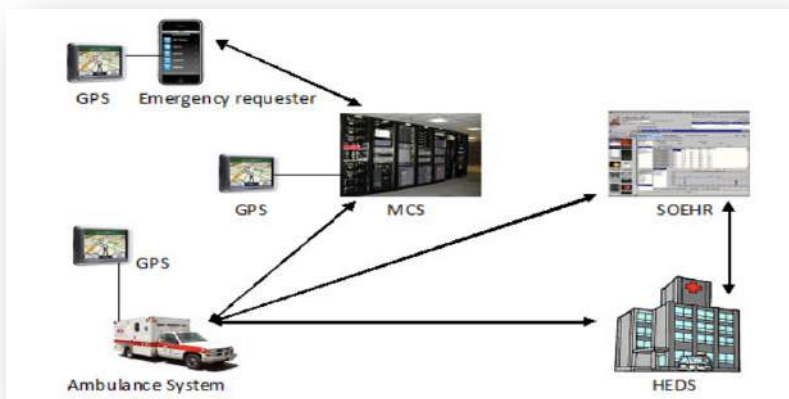 GPS
Emergency requester
GPS
MCS
SOEHR
GPS
Ambulance System
HEDS